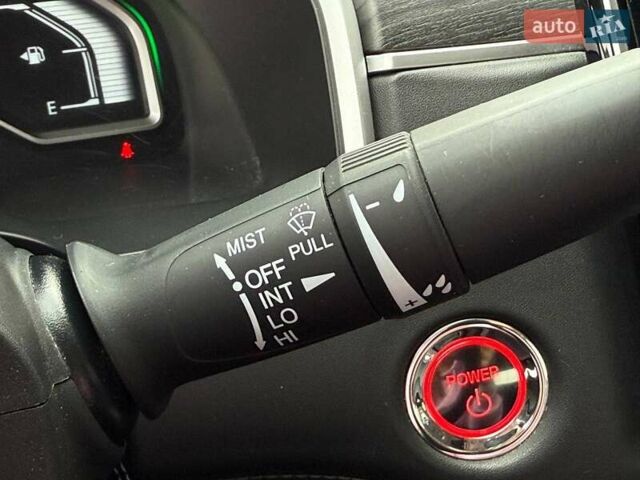 auto RIA
E
MIST
PULL
OFF
INT
LO
HI
- +
POWER